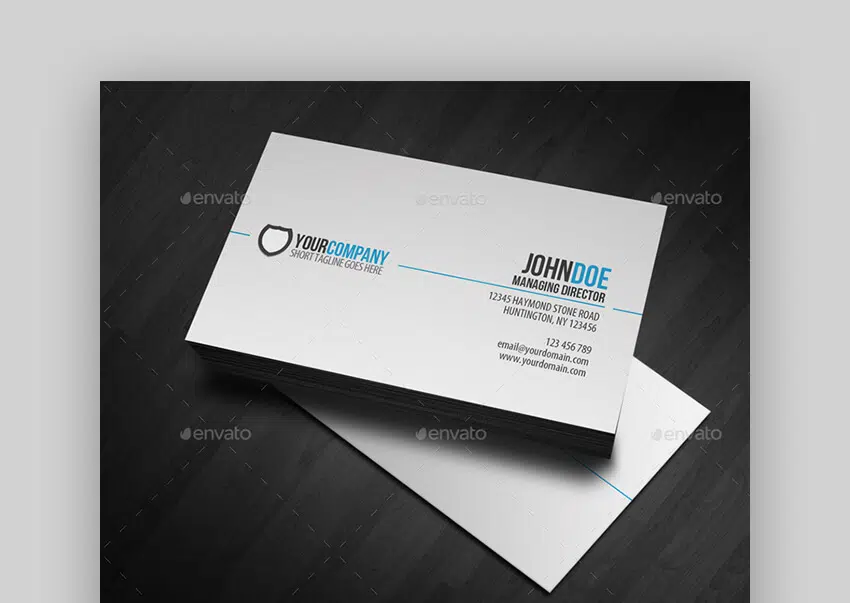 envato envato envato
YOURCOMPANY
SHORT TAGLINE GOES HERE
JOHNDOE
MANAGING DIRECTOR
12345 HAYMOND STONE ROAD
HUNTINGTON, NY 123456
123 456 789
email@yourdomain.com
www.yourdomain.com
envato envato envato